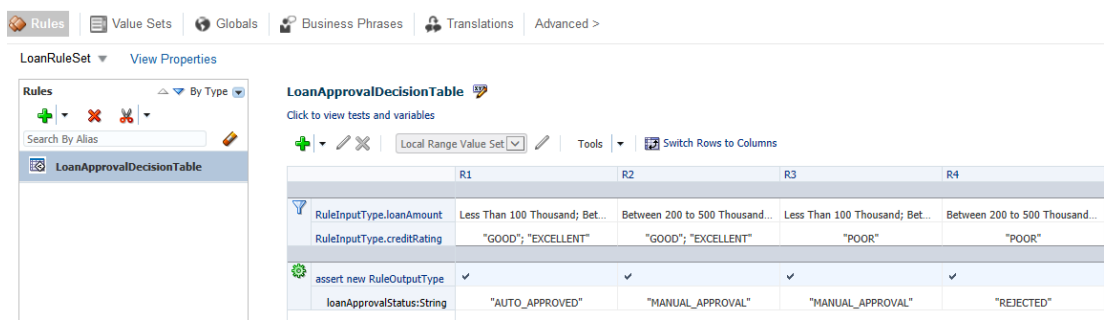 Rules Value Sets Globals Business Phrases Translations Advanced >
LoanRuleSet View Properties
Rules By Type
Search By Alias
LoanApprovalDecisionTable
LoanApprovalDecisionTable
Click to view tests and variables
Local Range Value Set Tools Switch Rows to Columns
R1 R2 R3 R4
RuleInputType.loanAmount Less Than 100 Thousand; Bet... Between 200 to 500 Thousand... Less Than 100 Thousand; Bet... Between 200 to 500 Thousand...
RuleInputType.creditRating "GOOD"; "EXCELLENT" "GOOD"; "EXCELLENT" "POOR" "POOR"
assert new RuleOutputType
loanApprovalStatus:String "AUTO_APPROVED" "MANUAL_APPROVAL" "MANUAL_APPROVAL" "REJECTED"